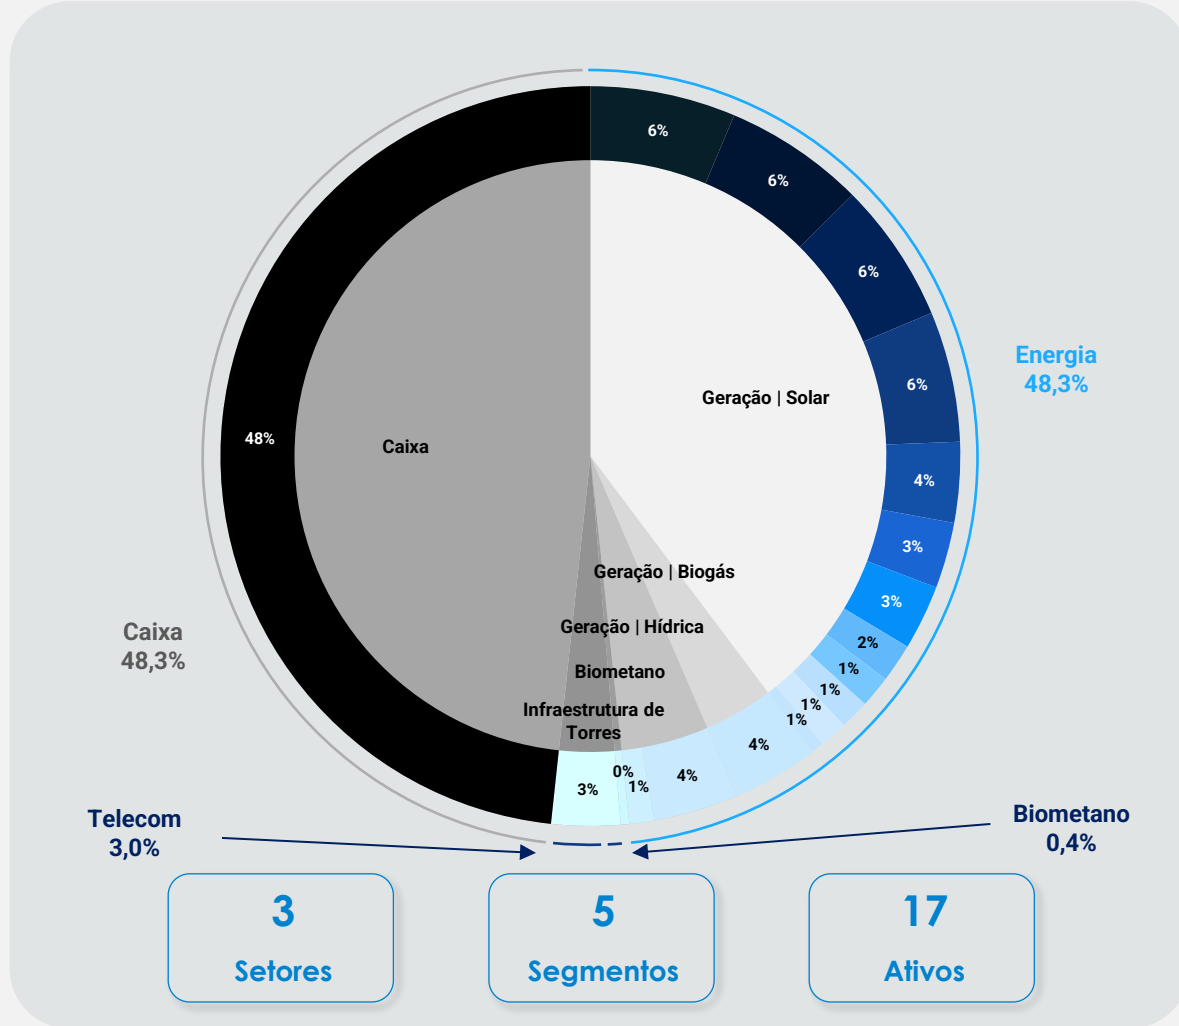 6%
6%
6%
Energia
48,3%
6%
Geração | Solar
48%
Caixa
4%
3%
Geração | Biogás
3%
Geração | Hídrica
2%
Caixa
48,3%
1%
Biometano
1%
1%
1%
Infraestrutura de
Torres
4%
0%
4%
1%
3%
Telecom
3,0%
Biometano
0,4%
3
Setores
5
Segmentos
17
Ativos